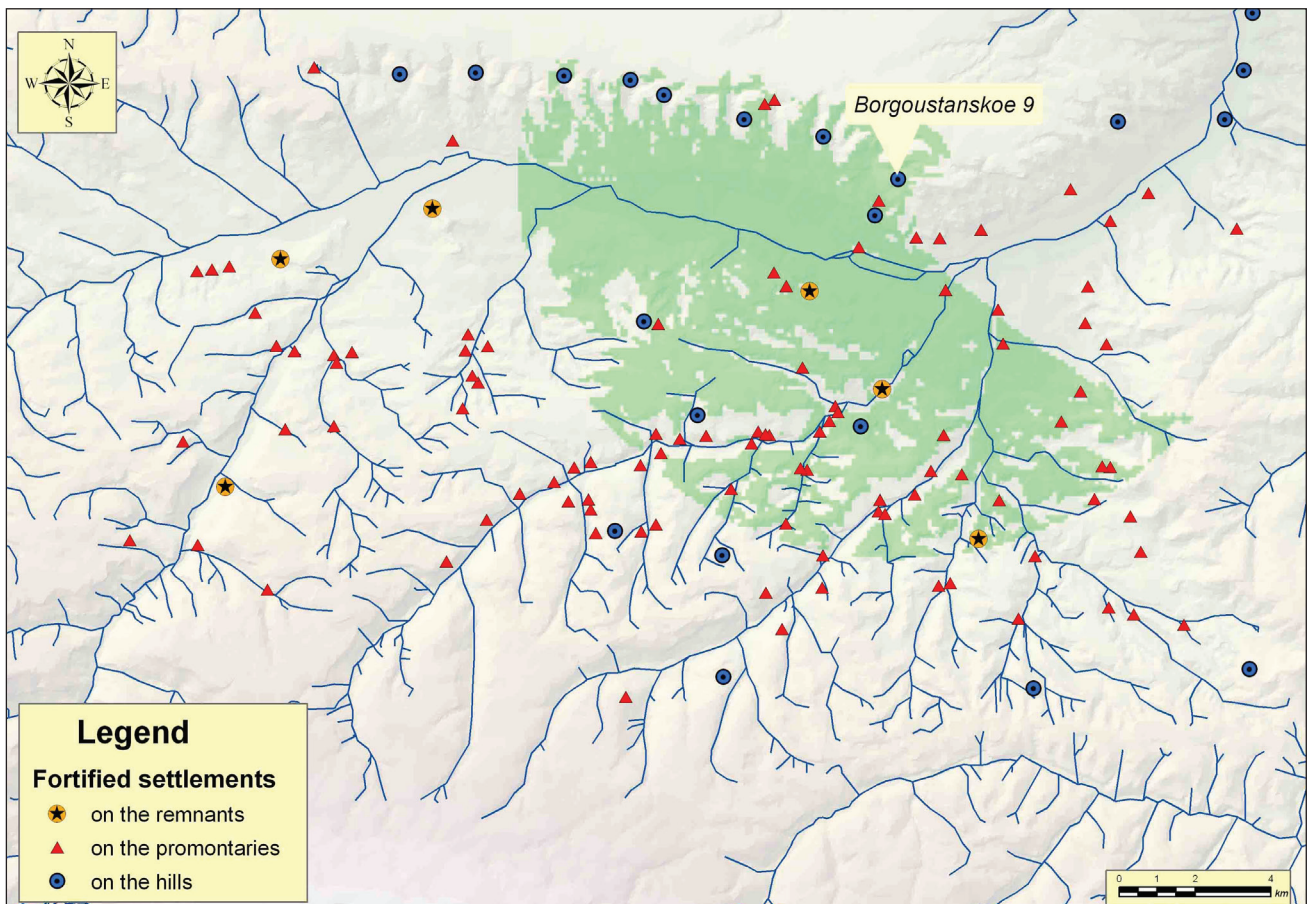 N
W E
S
Borgoustanskoe 9
Legend
Fortified settlements
on the remnants
on the promontaries
on the hills
0 1 2 4
km